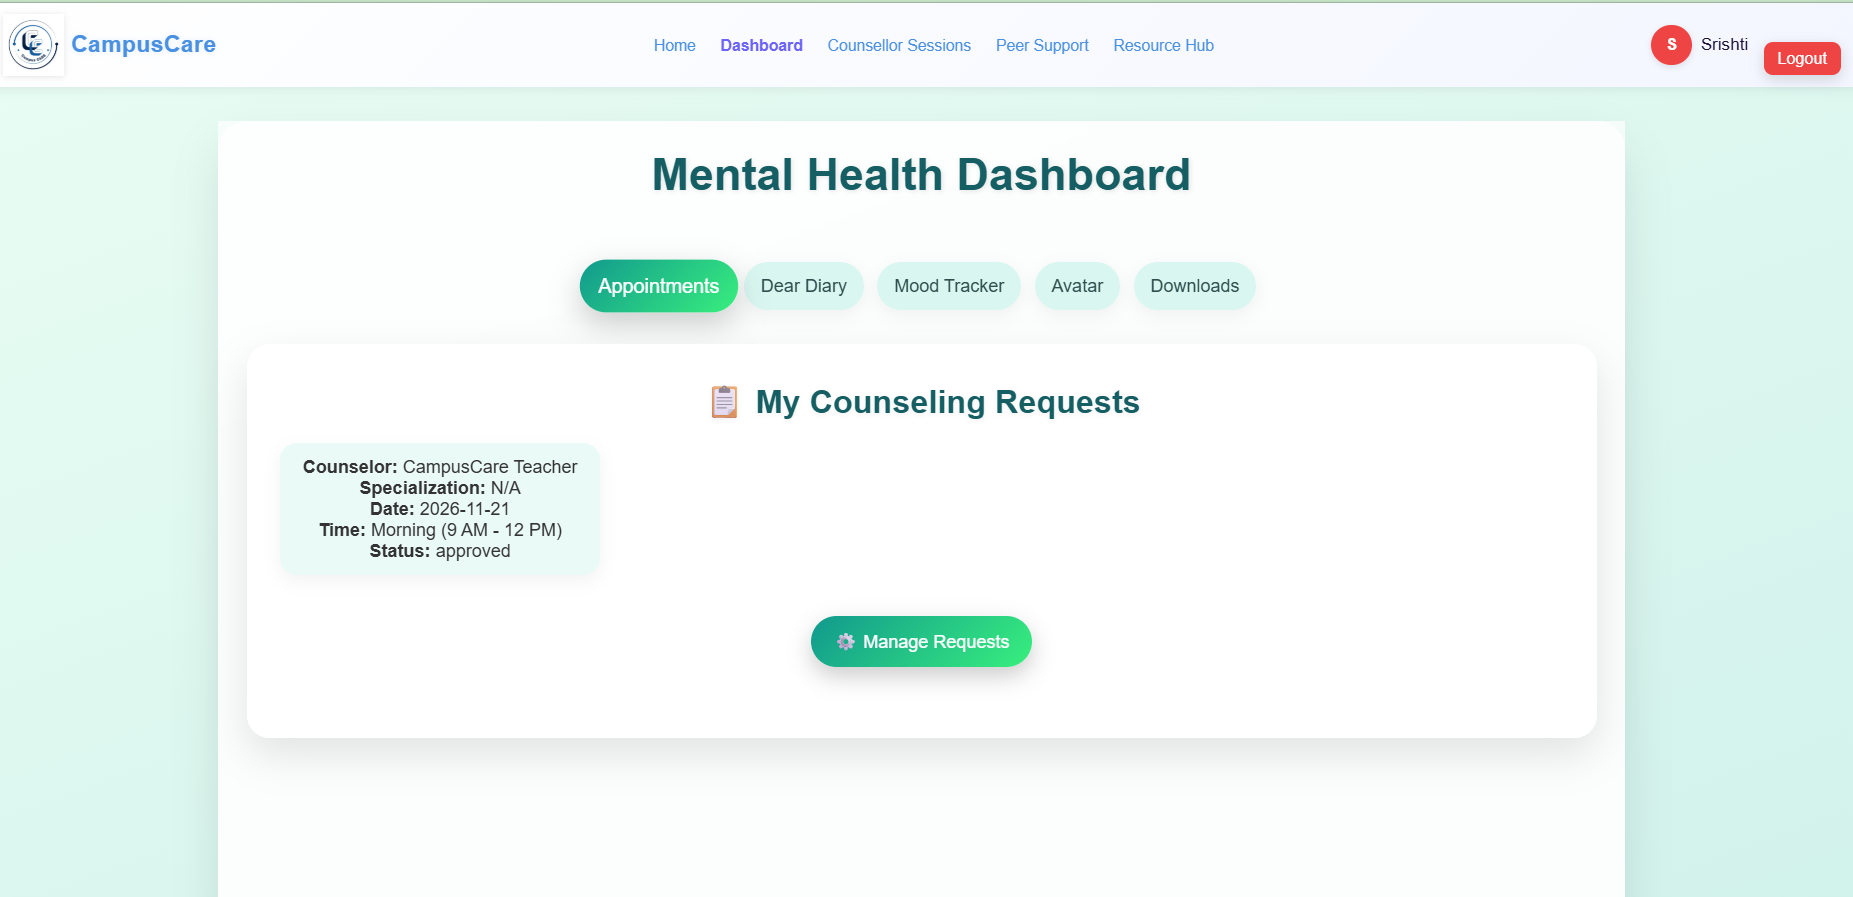 CampusCare
Home Dashboard Counsellor Sessions Peer Support Resource Hub
S Srishti Logout
Mental Health Dashboard
Appointments Dear Diary Mood Tracker Avatar Downloads
My Counseling Requests
Counselor: CampusCare Teacher
Specialization: N/A
Date: 2026-11-21
Time: Morning (9 AM - 12 PM)
Status: approved
Manage Requests